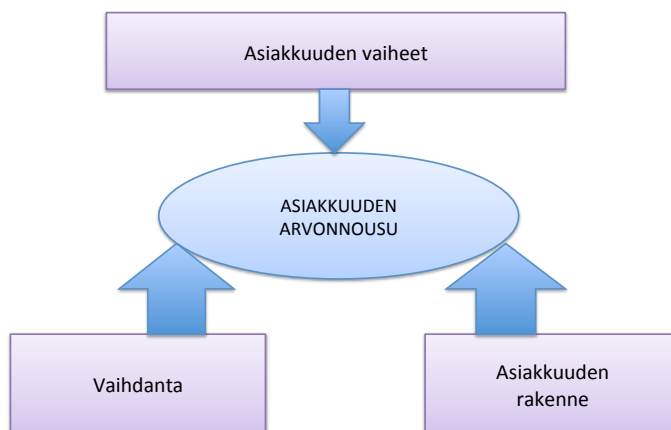 Asiakkuuden vaiheet
ASIAKKUUDEN
ARVONNOUSU
Vaihdanta
Asiakkuuden
rakenne